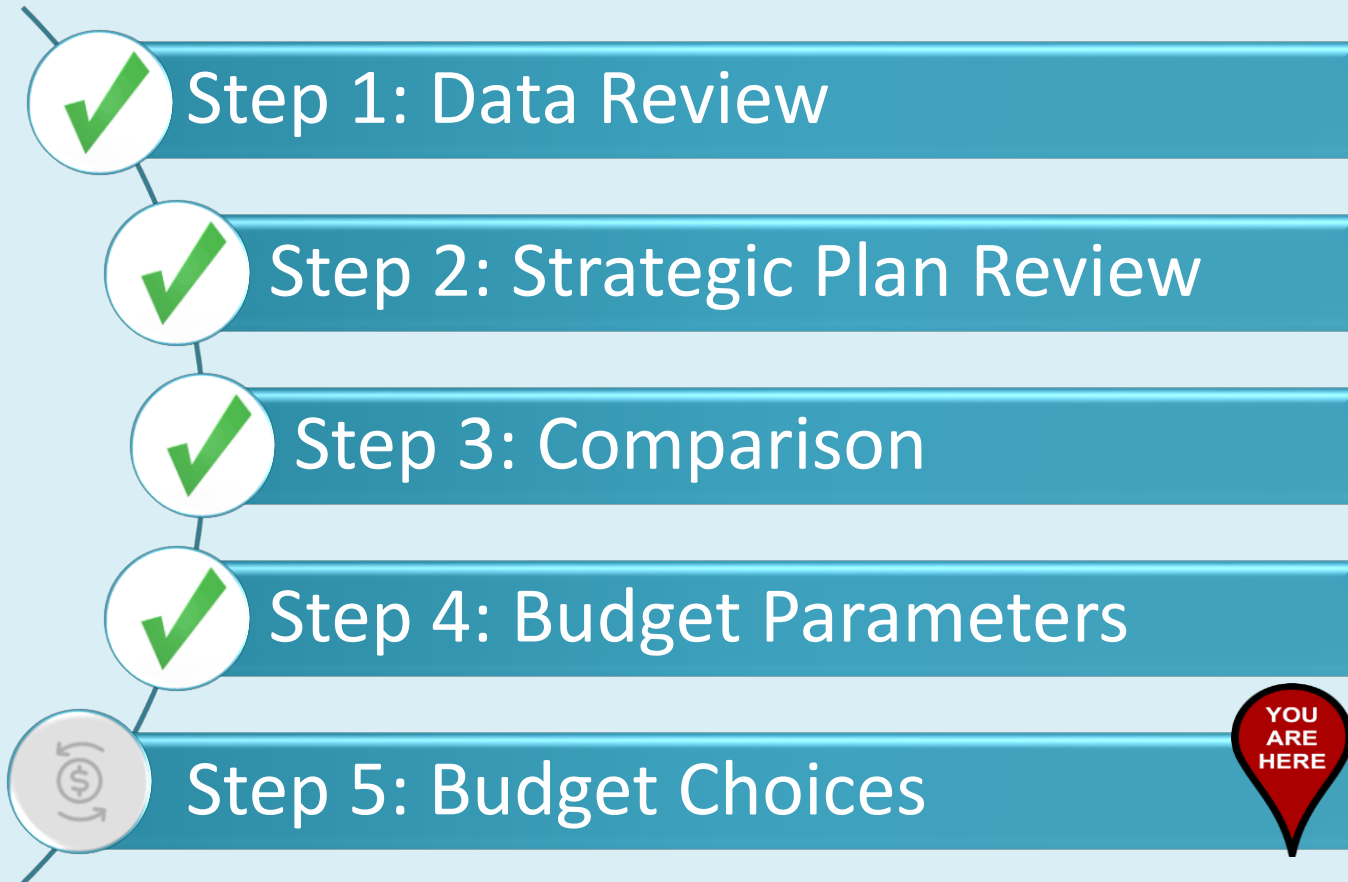 Step 1: Data Review
Step 2: Strategic Plan Review
Step 3: Comparison
Step 4: Budget Parameters
Step 5: Budget Choices
YOU
ARE
HERE
$